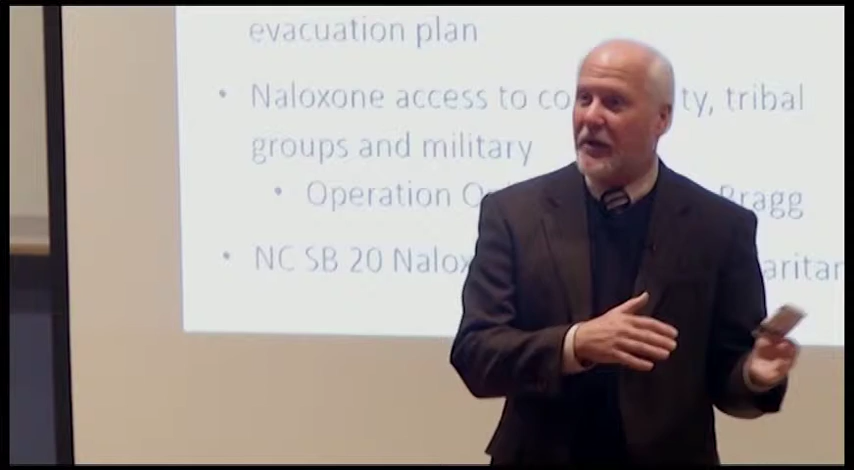 evacuation plan
• Naloxone access to co ty, tribal
groups and military
• Operation O Bragg
• NC SB 20 Nalox aritan